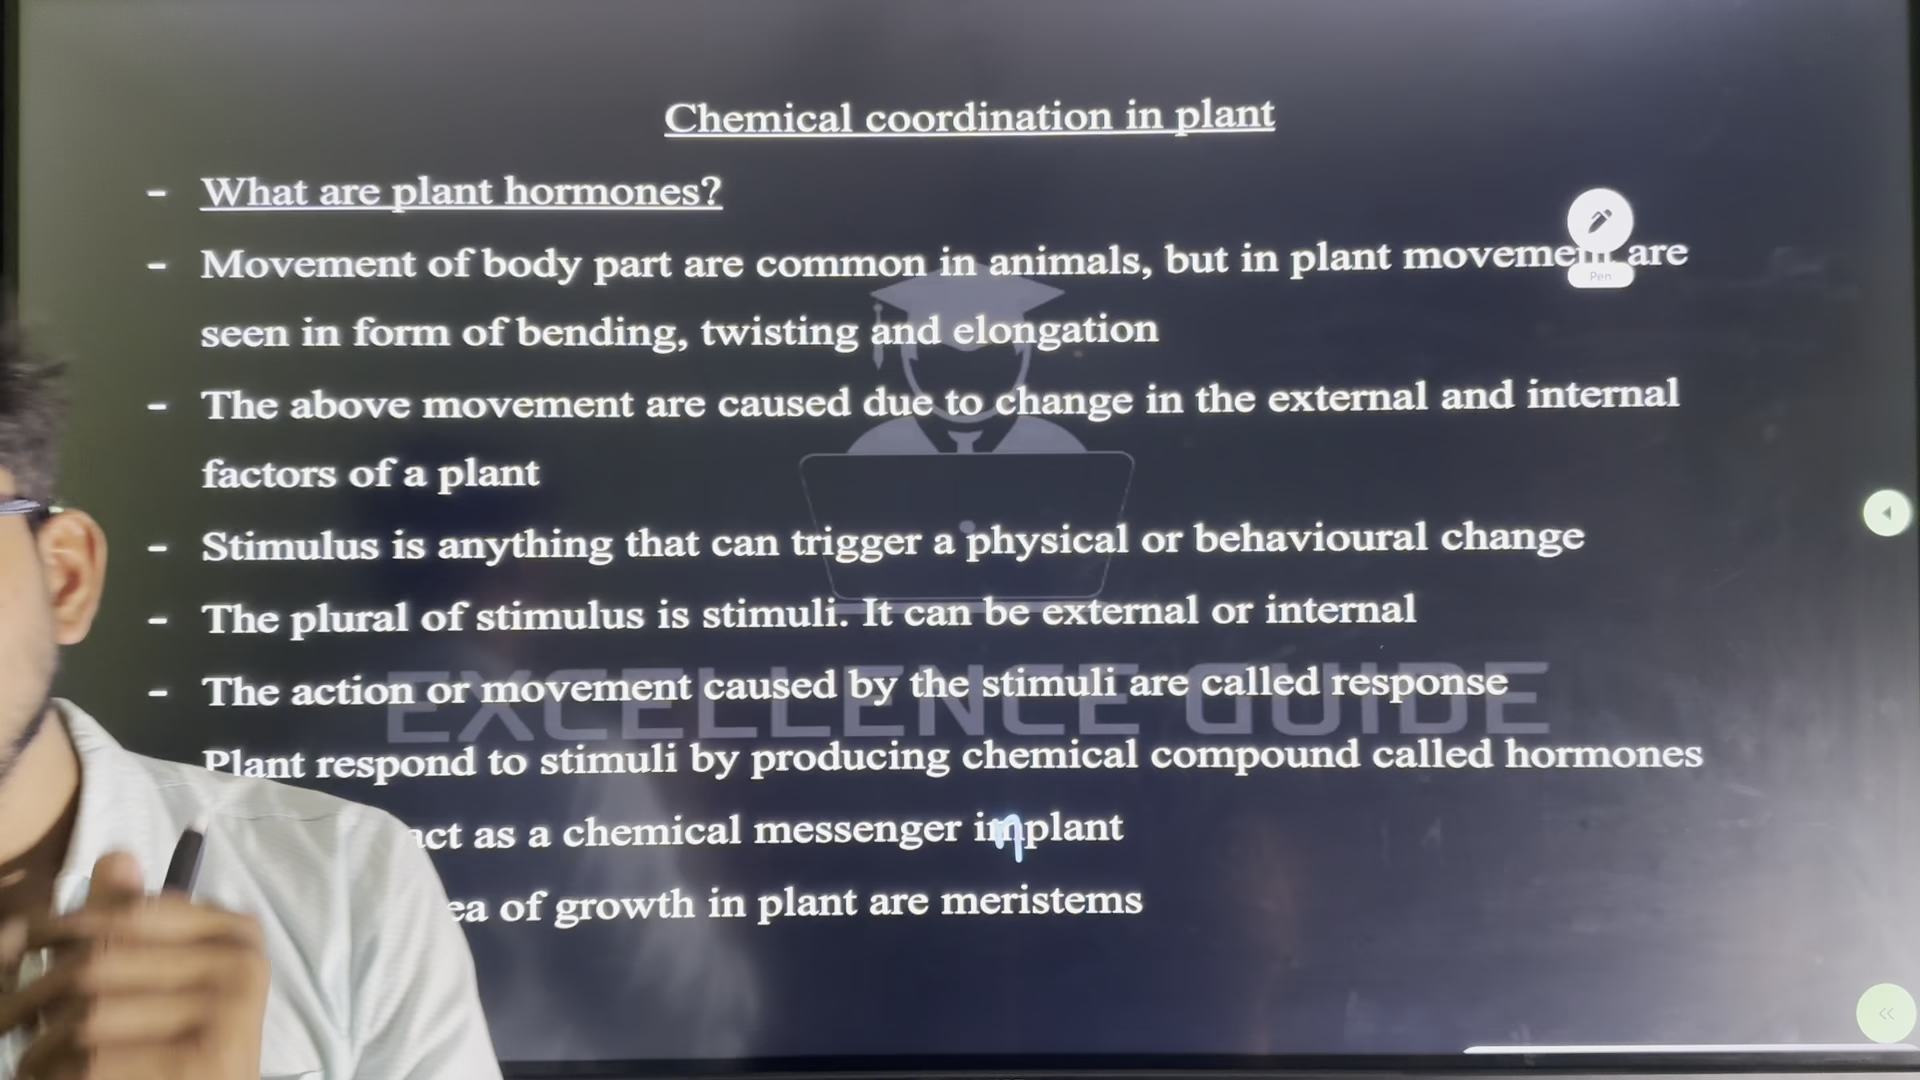 Chemical coordination in plant
- What are plant hormones?
- Movement of body part are common in animals, but in plant are
Pen
seen in form of bending, twisting and elongation
- The above movement are caused due to change in the external and internal
factors of a plant
- Stimulus is anything that can trigger a physical or behavioural change
- The plural of stimulus is stimuli. It can be external or internal
- The action or movement caused by the stimuli are called response
EXCELLENCE GUIDE
Plant respond to stimuli by producing chemical compound called hormones
act as a chemical messenger in plant
of growth in plant are meristems